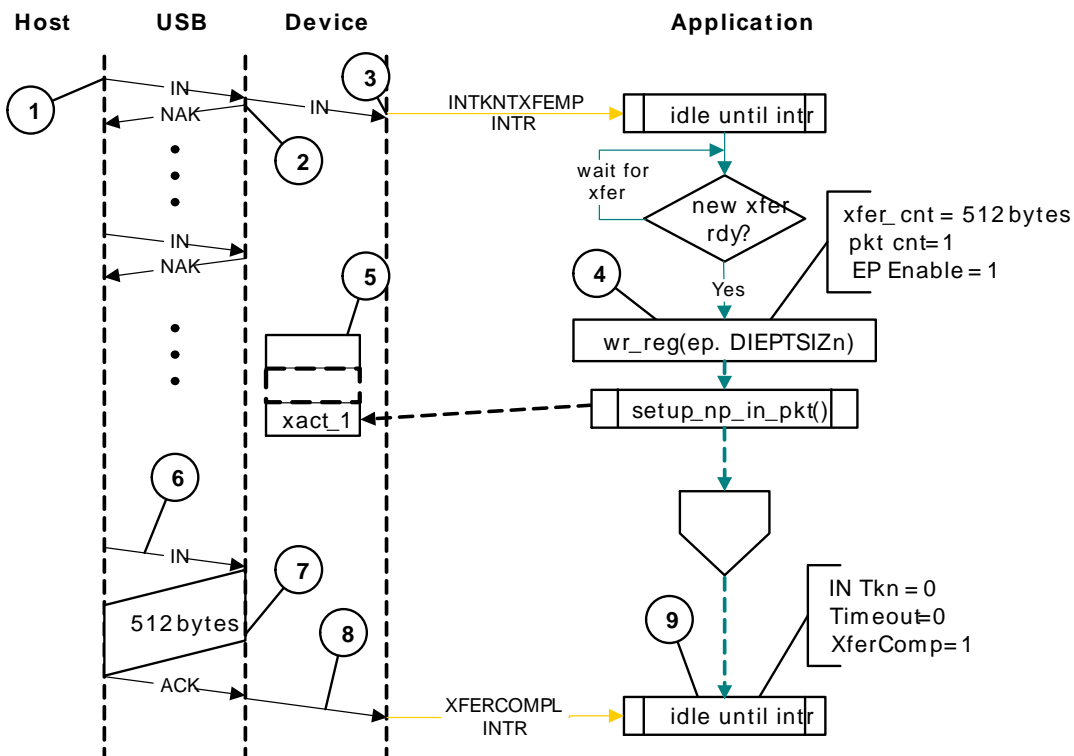 Host USB Device Application
1
IN
NAK
2
IN
3
INTKNTXFEMP
INTR
idle until intr
wait for
xfer
new xfer
rdy?
xfer_cnt = 512 bytes
pkt cnt=1
EP Enable = 1
IN
NAK
5
4
Yes
wr_reg(ep. DIEPTSIZn)
xact_1
setup_np_in_pkt()
6
IN
7
512 bytes
8
9
IN Tkn = 0
Timeout=0
XferComp=1
ACK
XFERCOMPL
INTR
idle until intr